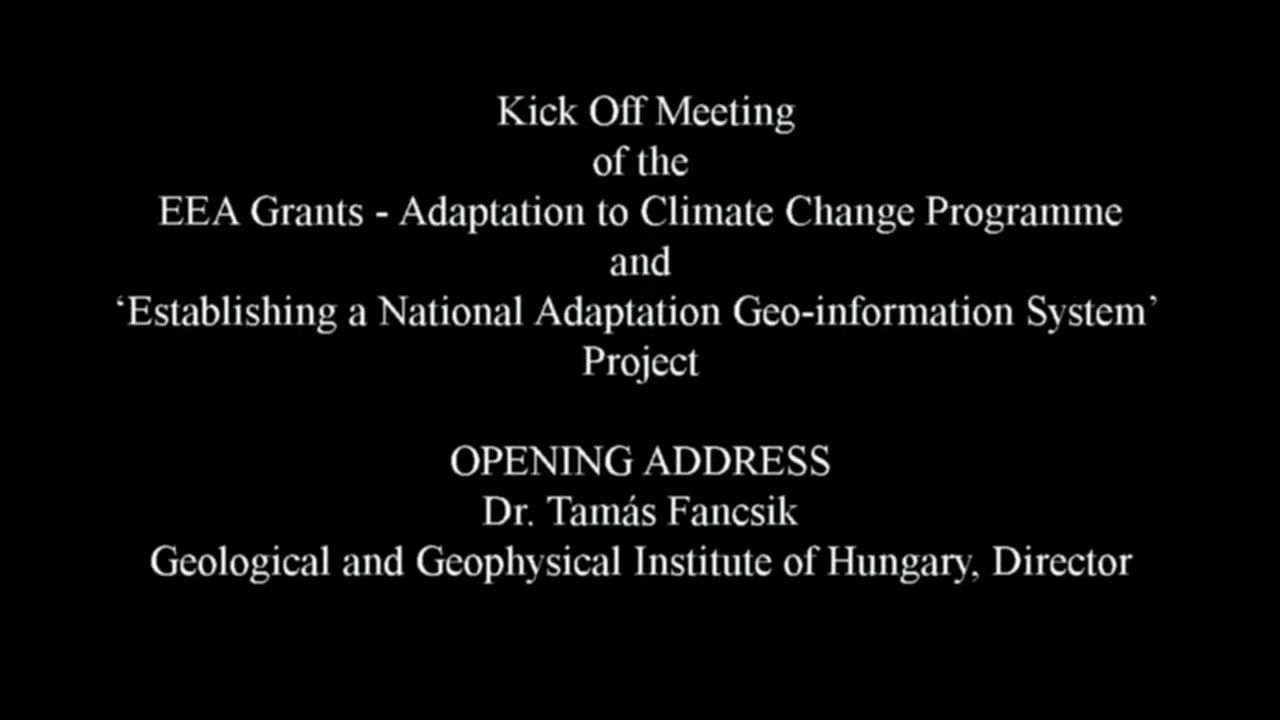 Kick Off Meeting
of the
EEA Grants - Adaptation to Climate Change Programme
and
‘Establishing a National Adaptation Geo-information System’
Project
OPENING ADDRESS
Dr. Tamás Fancsik
Geological and Geophysical Institute of Hungary, Director